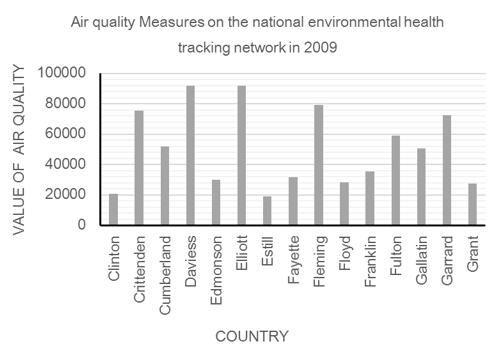 Air quality Measures on the national environmental health
tracking network in 2009
VALUE OF AIR QUALITY
100000
80000
60000
40000
20000
0
Clinton
Crittenden
Cumberland
Daviess
Edmonson
Elliott
Estill
Fayette
Fleming
Floyd
Franklin
Fulton
Gallatin
Garrard
Grant
COUNTRY